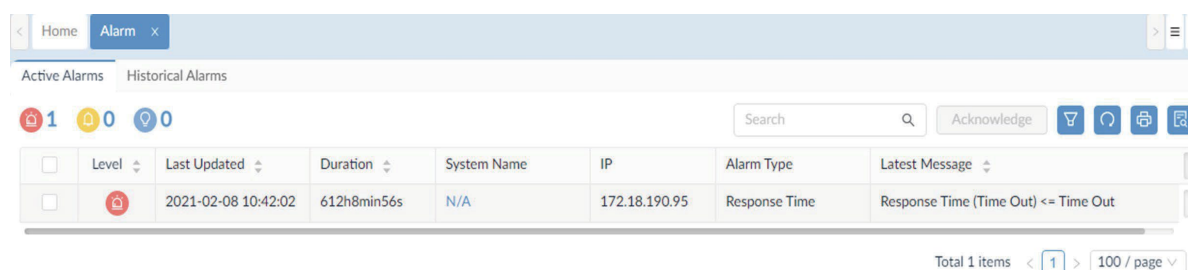 Home Alarm x
Active Alarms Historical Alarms
1 0 0 Search Acknowledge
Level Last Updated Duration System Name IP Alarm Type Latest Message
2021-02-08 10:42:02 612h8min56s N/A 172.18.190.95 Response Time Response Time (Time Out) <= Time Out
Total 1 items < 1 > 100 / page